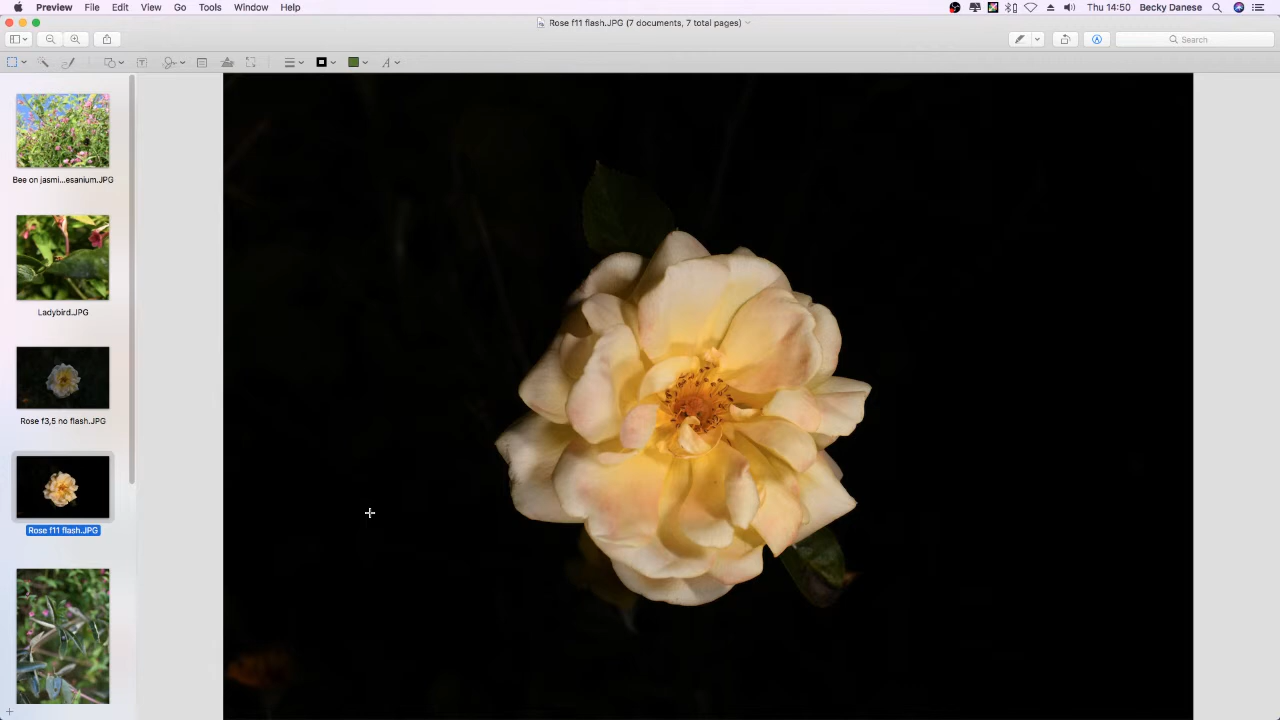 Preview File Edit View Go Tools Window Help Thu 14:50 Becky Danese
Rose f11 flash.JPG (7 documents, 7 total pages)
Search
Bee on jasmi...esanium.JPG
Ladybird.JPG
Rose f3,5 no flash.JPG
Rose f11 flash.JPG